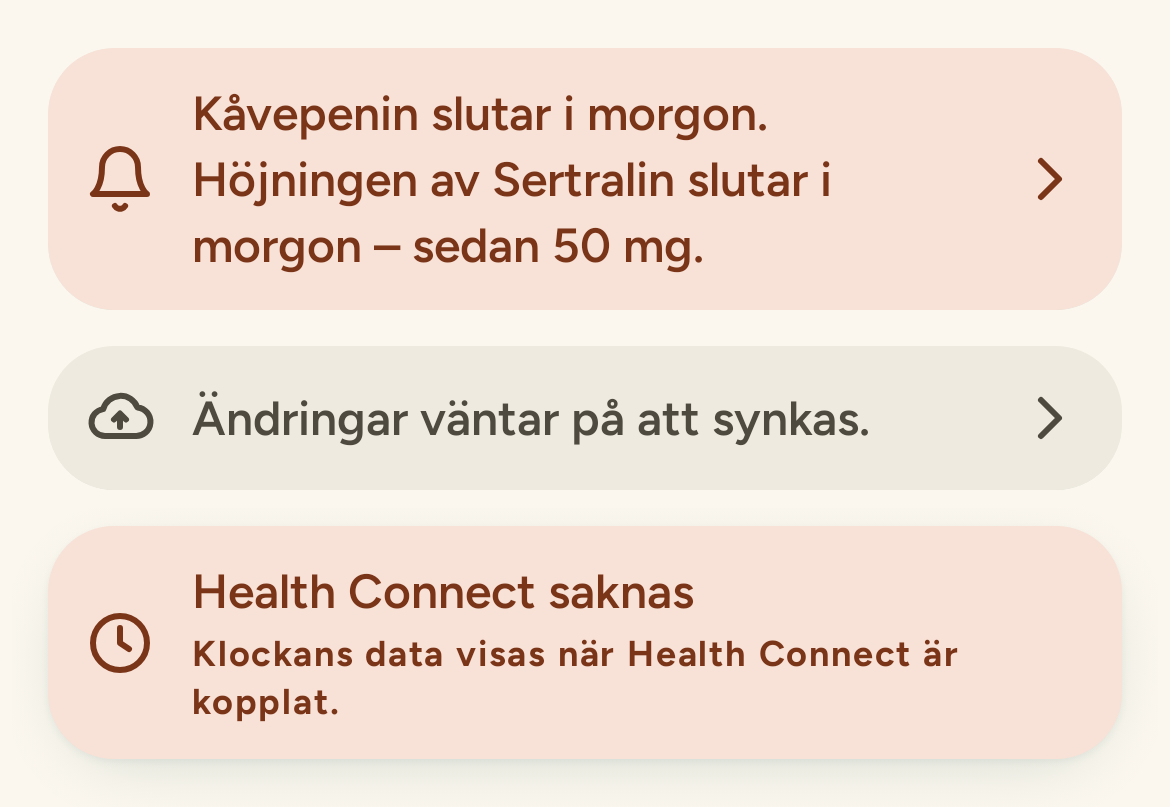 Kåvepenin slutar i morgon.
Höjningen av Sertralin slutar i
morgon – sedan 50 mg.
Ändringar väntar på att synkas.
Health Connect saknas
Klockans data visas när Health Connect är
kopplat.